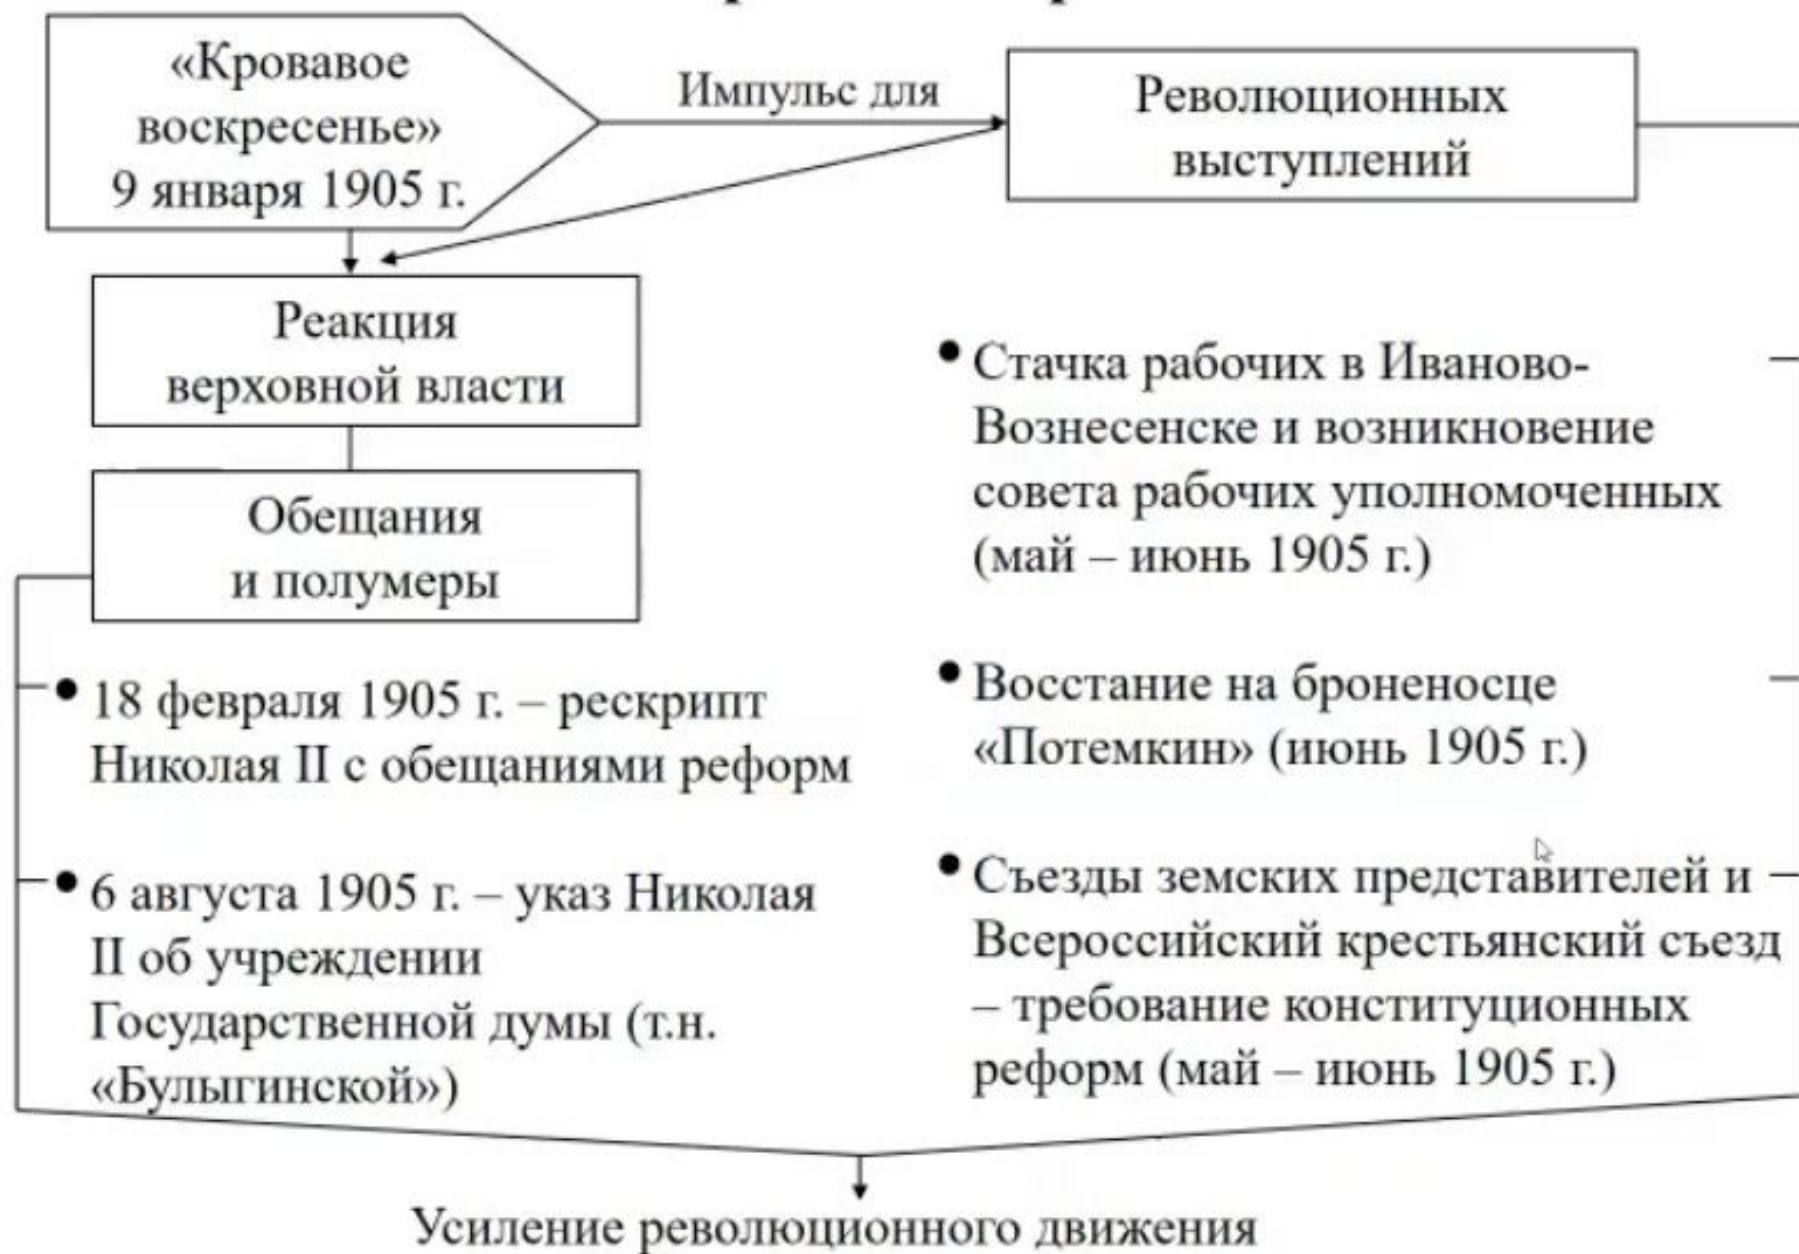 «Кровавое
воскресенье»
9 января 1905 г.
Импульс для
Революционных
выступлений
Реакция
верховной власти
Обещания
и полумеры
18 февраля 1905 г. – рескрипт
Николая II с обещаниями реформ
6 августа 1905 г. – указ Николая
II об учреждении
Государственной думы (т.н.
«Булыгинской»)
Стачка рабочих в Иваново-
Вознесенске и возникновение
совета рабочих уполномоченных
(май – июнь 1905 г.)
Восстание на броненосце
«Потемкин» (июнь 1905 г.)
Съезды земских представителей и
Всероссийский крестьянский съезд
– требование конституционных
реформ (май – июнь 1905 г.)
Усиление революционного движения